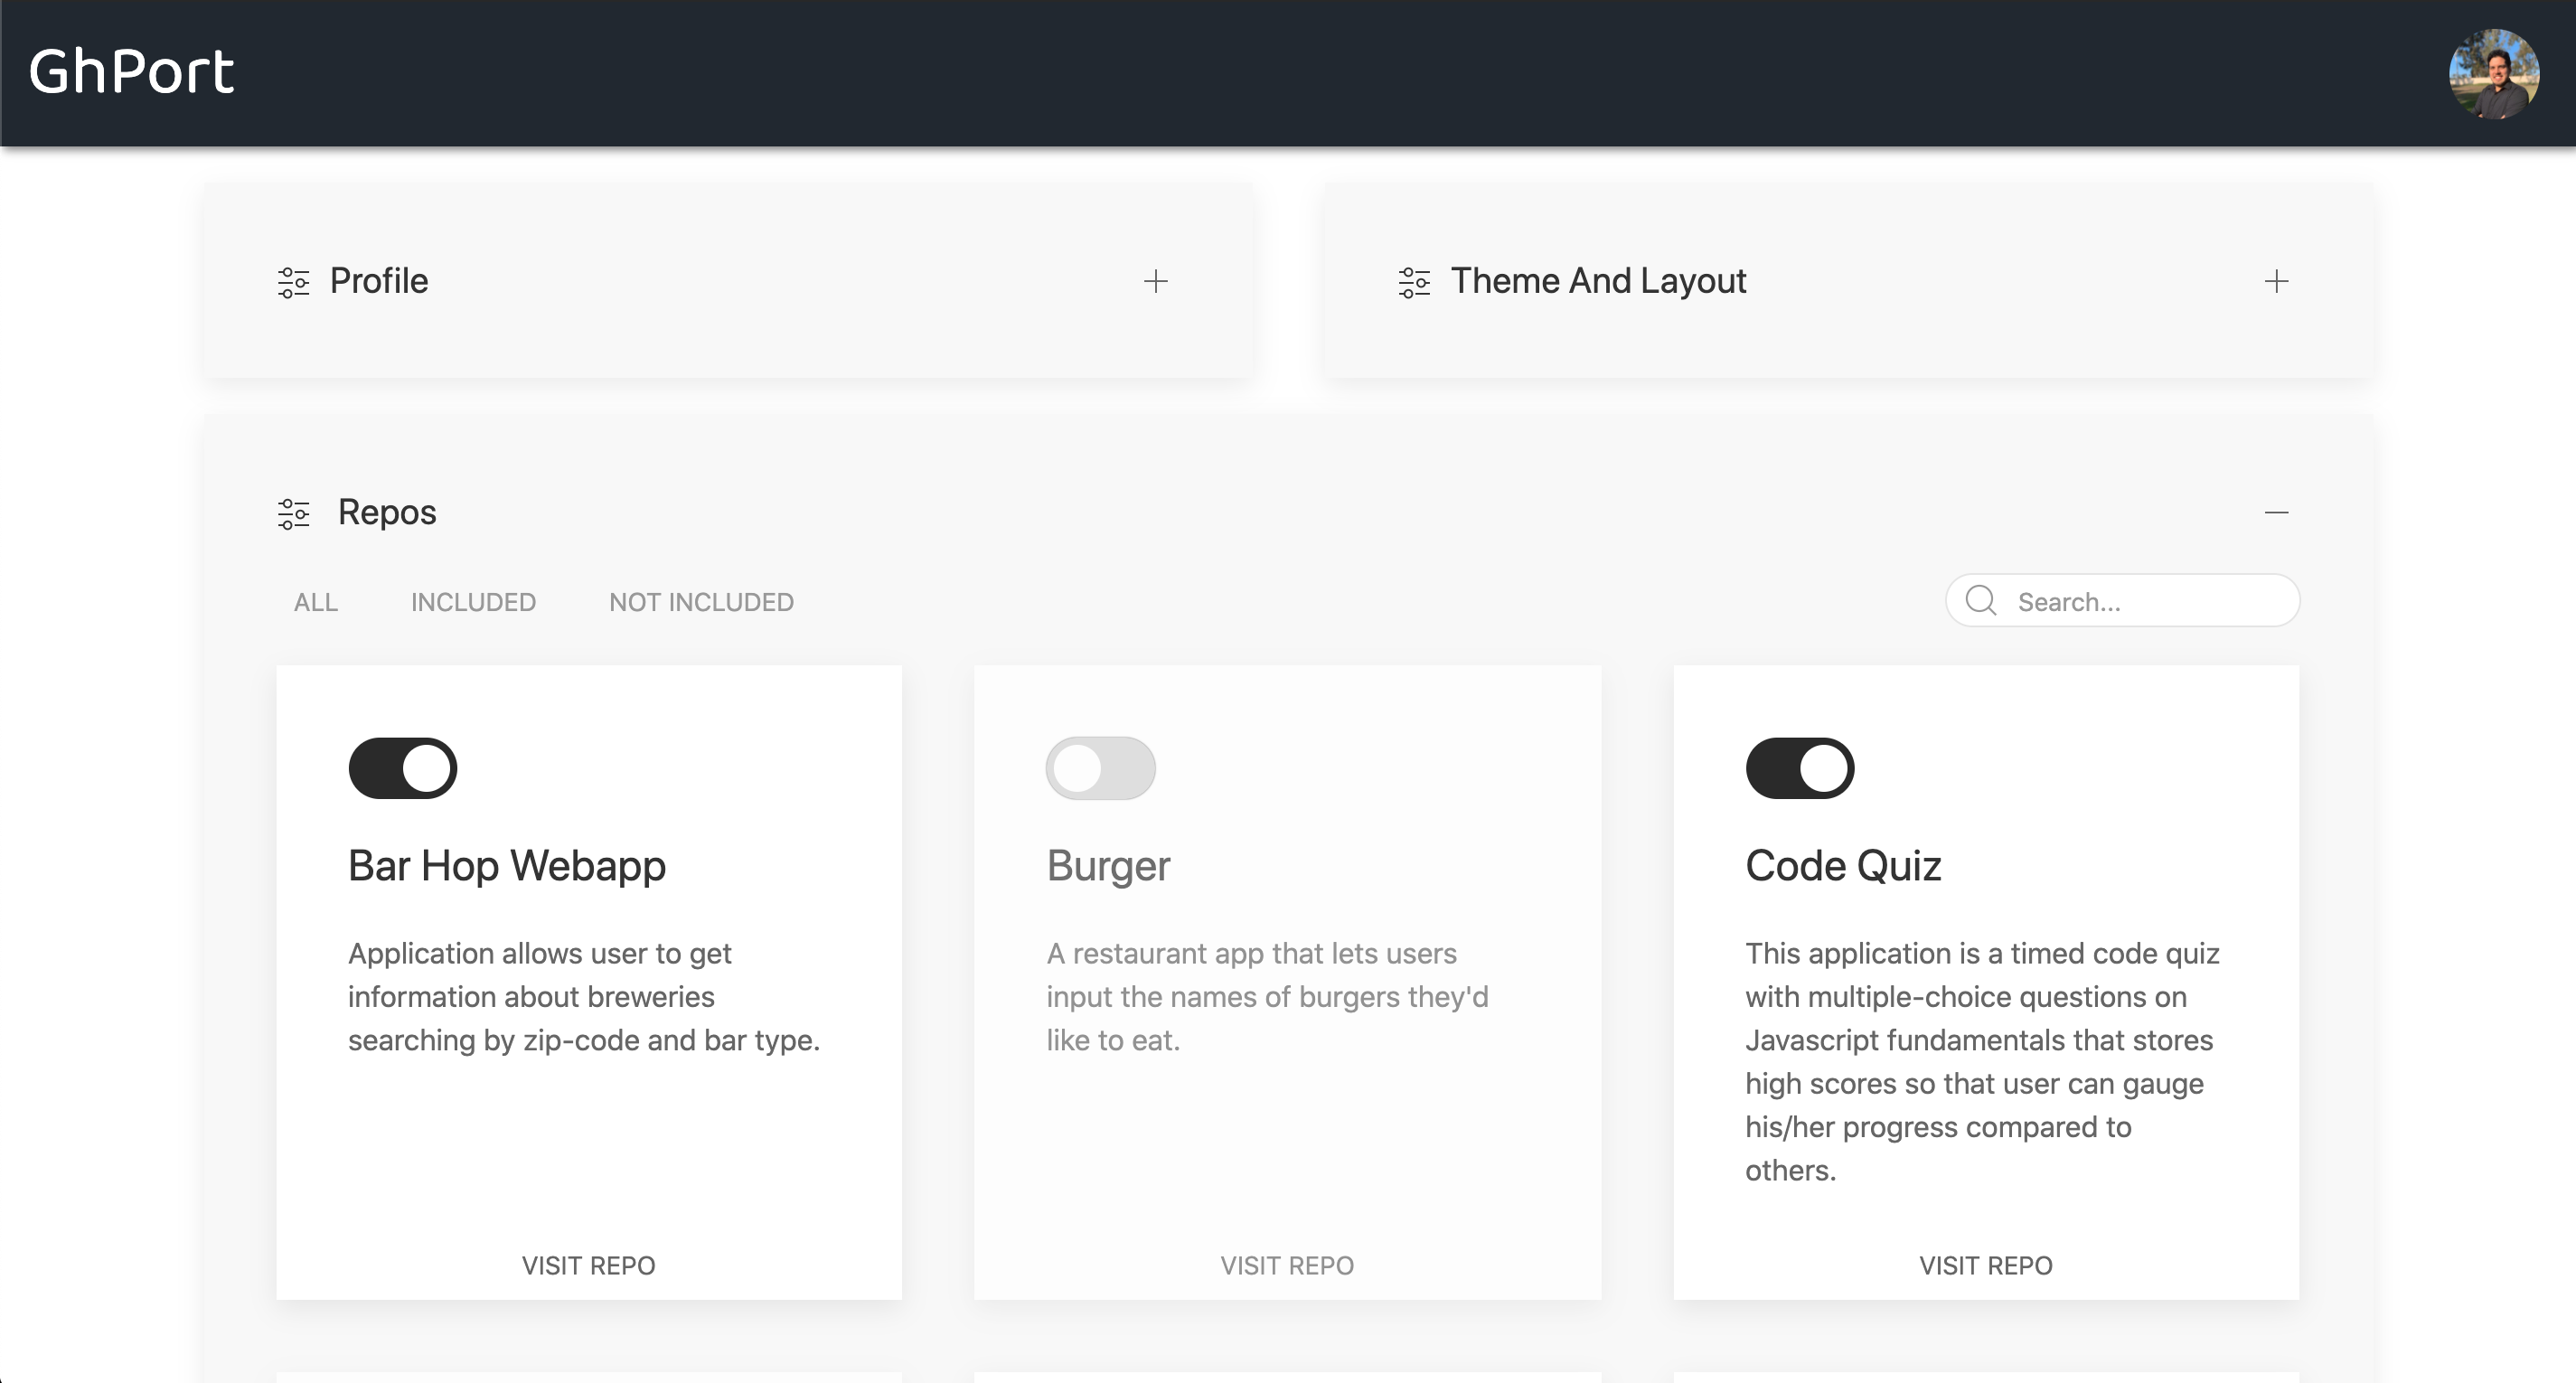 GhPort
Profile
Theme And Layout
Repos
ALL
INCLUDED
NOT INCLUDED
Search...
Bar Hop Webapp
Application allows user to get
information about breweries
searching by zip-code and bar type.
VISIT REPO
Burger
A restaurant app that lets users
input the names of burgers they'd
like to eat.
VISIT REPO
Code Quiz
This application is a timed code quiz
with multiple-choice questions on
Javascript fundamentals that stores
high scores so that user can gauge
his/her progress compared to
others.
VISIT REPO